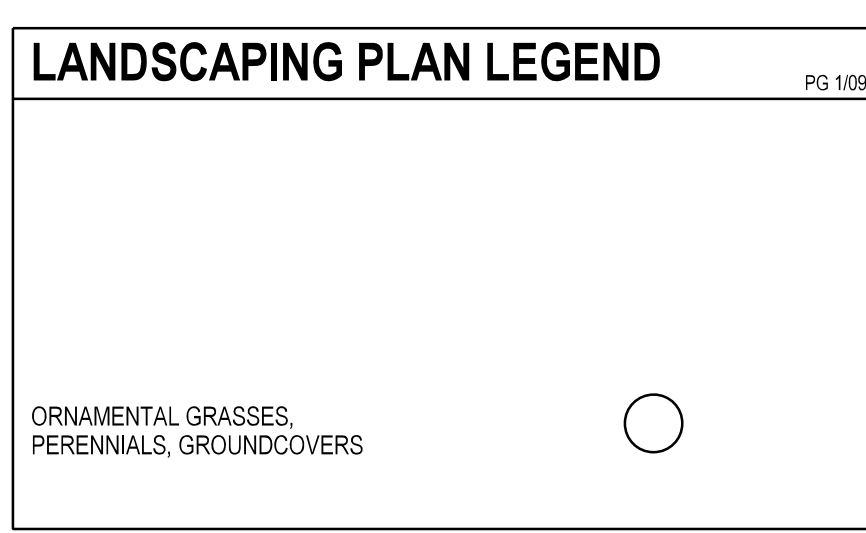 LANDSCAPING PLAN LEGEND
PG 1/09
ORNAMENTAL GRASSES,
PERENNIALS, GROUNDCOVERS